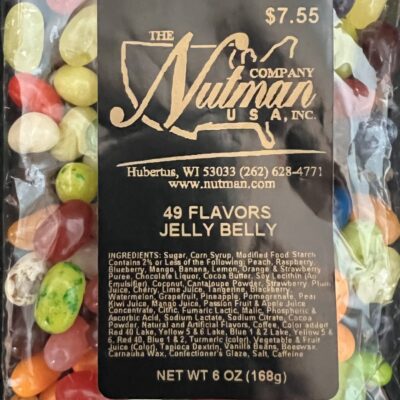 $7.55
THE
Nutman
COMPANY
USA, INC.
Hubertus, WI 53033 (262) 628-4771
www.nutman.com
49 FLAVORS
JELLY BELLY
INGREDIENTS: Sugar, Corn Syrup, Modified Food Starch
Contains 2% or Less of the Following: Peach, Raspberry,
Blueberry, Mango, Banana, Lemon, Orange & Strawberry
Puree, Chocolate Liquor, Cocoa Butter, Soy Lecithin (An
Emulsifier), Coconut, Cantaloupe Powder, Strawberry, Plum
Juice, Cherry, Lime Juice, Tangerine, Blackberry,
Watermelon, Grapefruit, Pineapple, Pomegranate, Pear
Kiwi Juice, Mango Juice, Passion Fruit & Apple Juice
Concentrate, Citric, Fumaric Lactic, Malic, Phosphoric &
Ascorbic Acid, Sodium Lactate, Sodium Citrate, Cocoa
Powder, Natural and Artificial Flavors, Coffee, Color added
Red 40 Lake, Yellow 5 & 6 Lake, Blue 1 & 2 Lake, Yellow 5 &
6, Red 40, Blue 1 & 2, Turmeric (color), Vegetable & Fruit
Juice (Color), Tapioca Dextrin, Vanilla Beans, Beeswax
Carnauba Wax, Confectioner's Glaze, Salt, Caffeine
NET WT 6 OZ (168g)